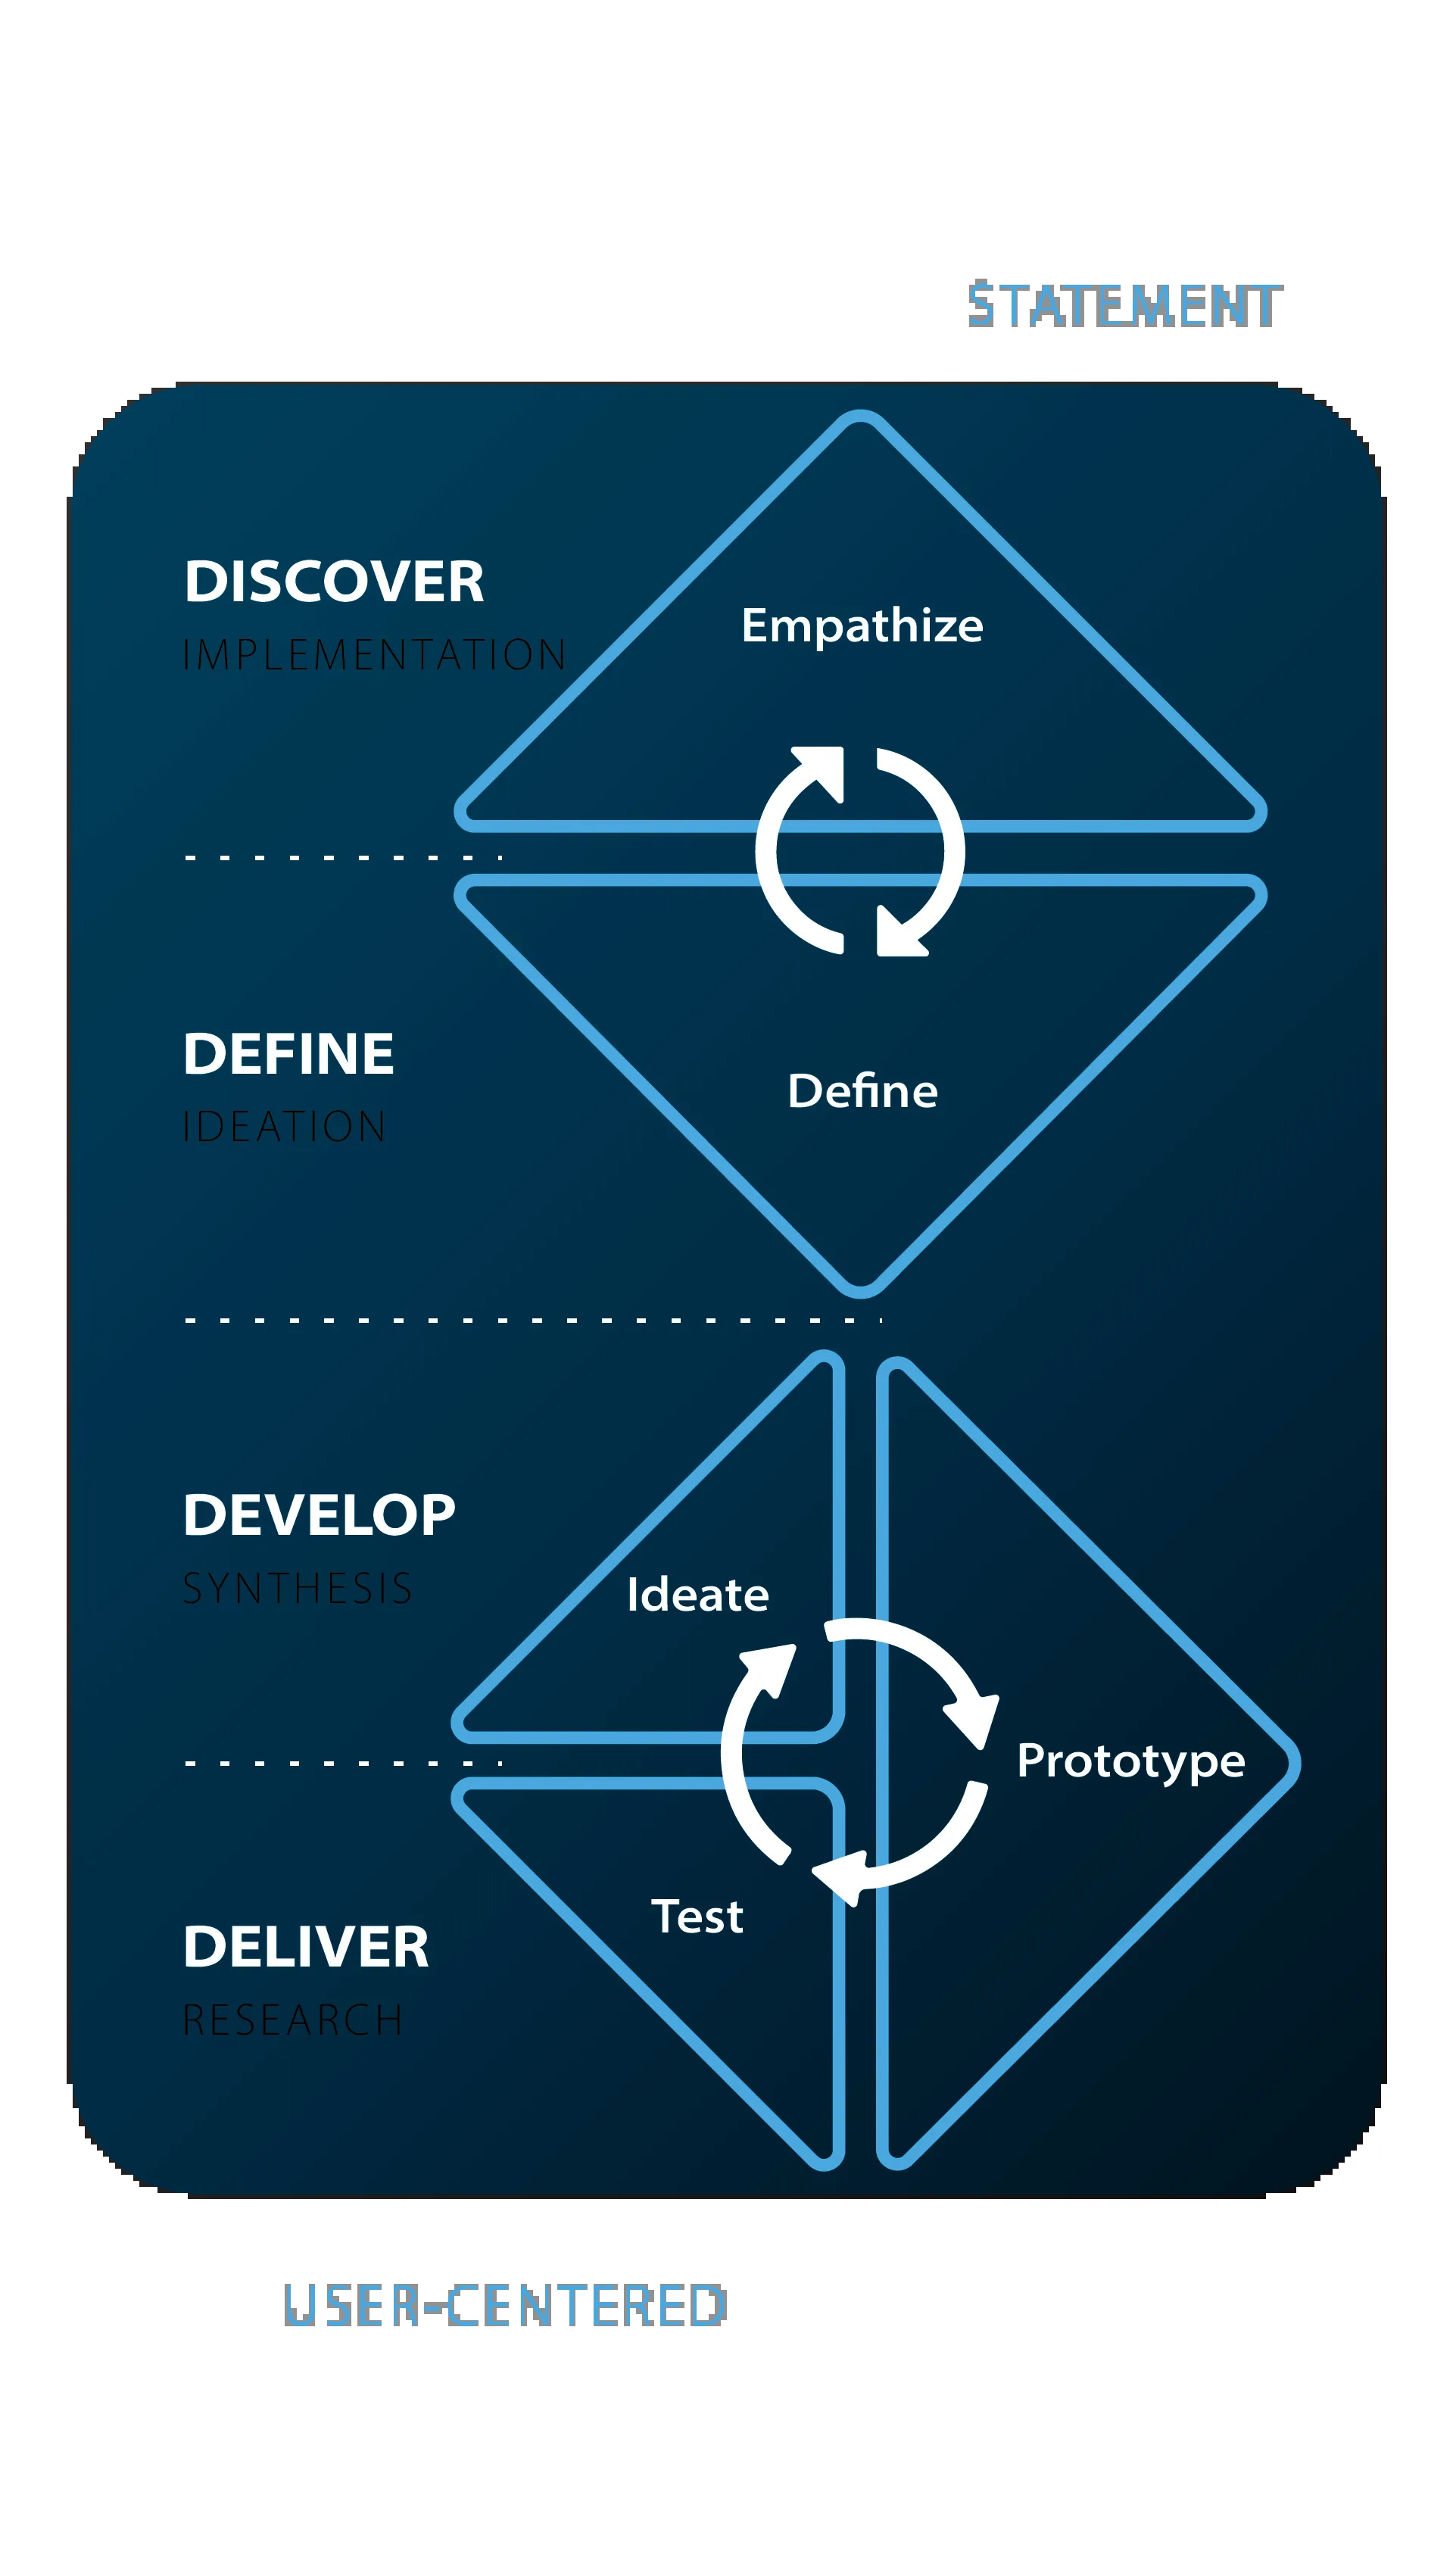 STATEMENT
DISCOVER
IMPLEMENTATION
Empathize
DEFINE
IDEATION
Define
DEVELOP
SYNTHESIS
Ideate
Prototype
Test
DELIVER
RESEARCH
USER-CENTERED